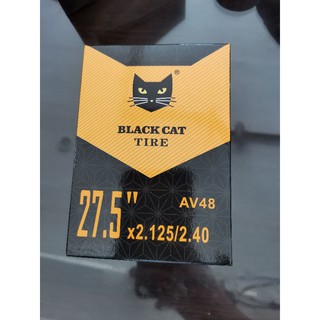 ®
BLACK CAT
TIRE
27.5" AV48
x2.125/2.40